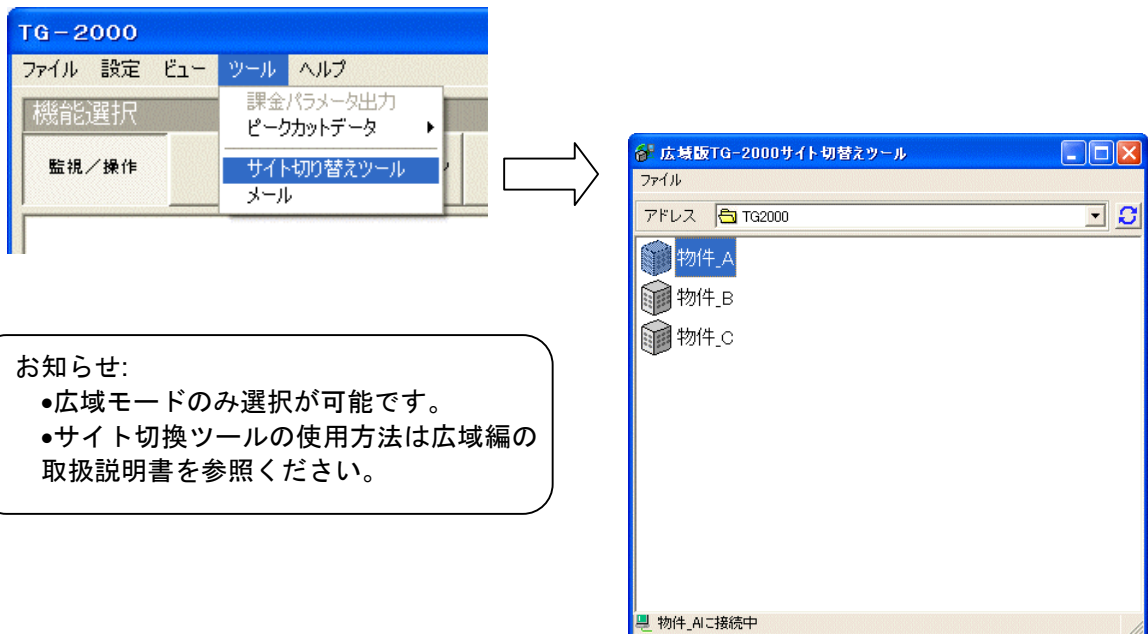 TG－2000
ファイル 設定 ビュー ツール ヘルプ
機能選択
課金パラメータ出力
ピークカットデータ
監視／操作
サイト切り替えツール
メール
広域版TG-2000サイト切替えツール
ファイル
アドレス TG2000
物件_A
物件_B
物件_C
物件_Aに接続中
お知らせ:
•広域モードのみ選択が可能です。
•サイト切換ツールの使用方法は広域編の
取扱説明書を参照ください。